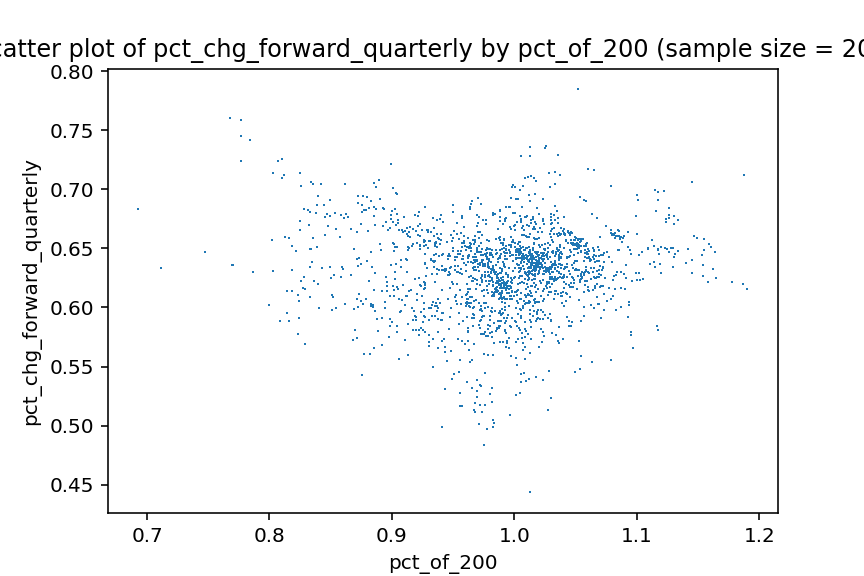 catter plot of pct_chg_forward_quarterly by pct_of_200 (sample size = 20
0.80
0.75
0.70
0.65
0.60
0.55
0.50
0.45
pct_chg_forward_quarterly
0.7 0.8 0.9 1.0 1.1 1.2
pct_of_200